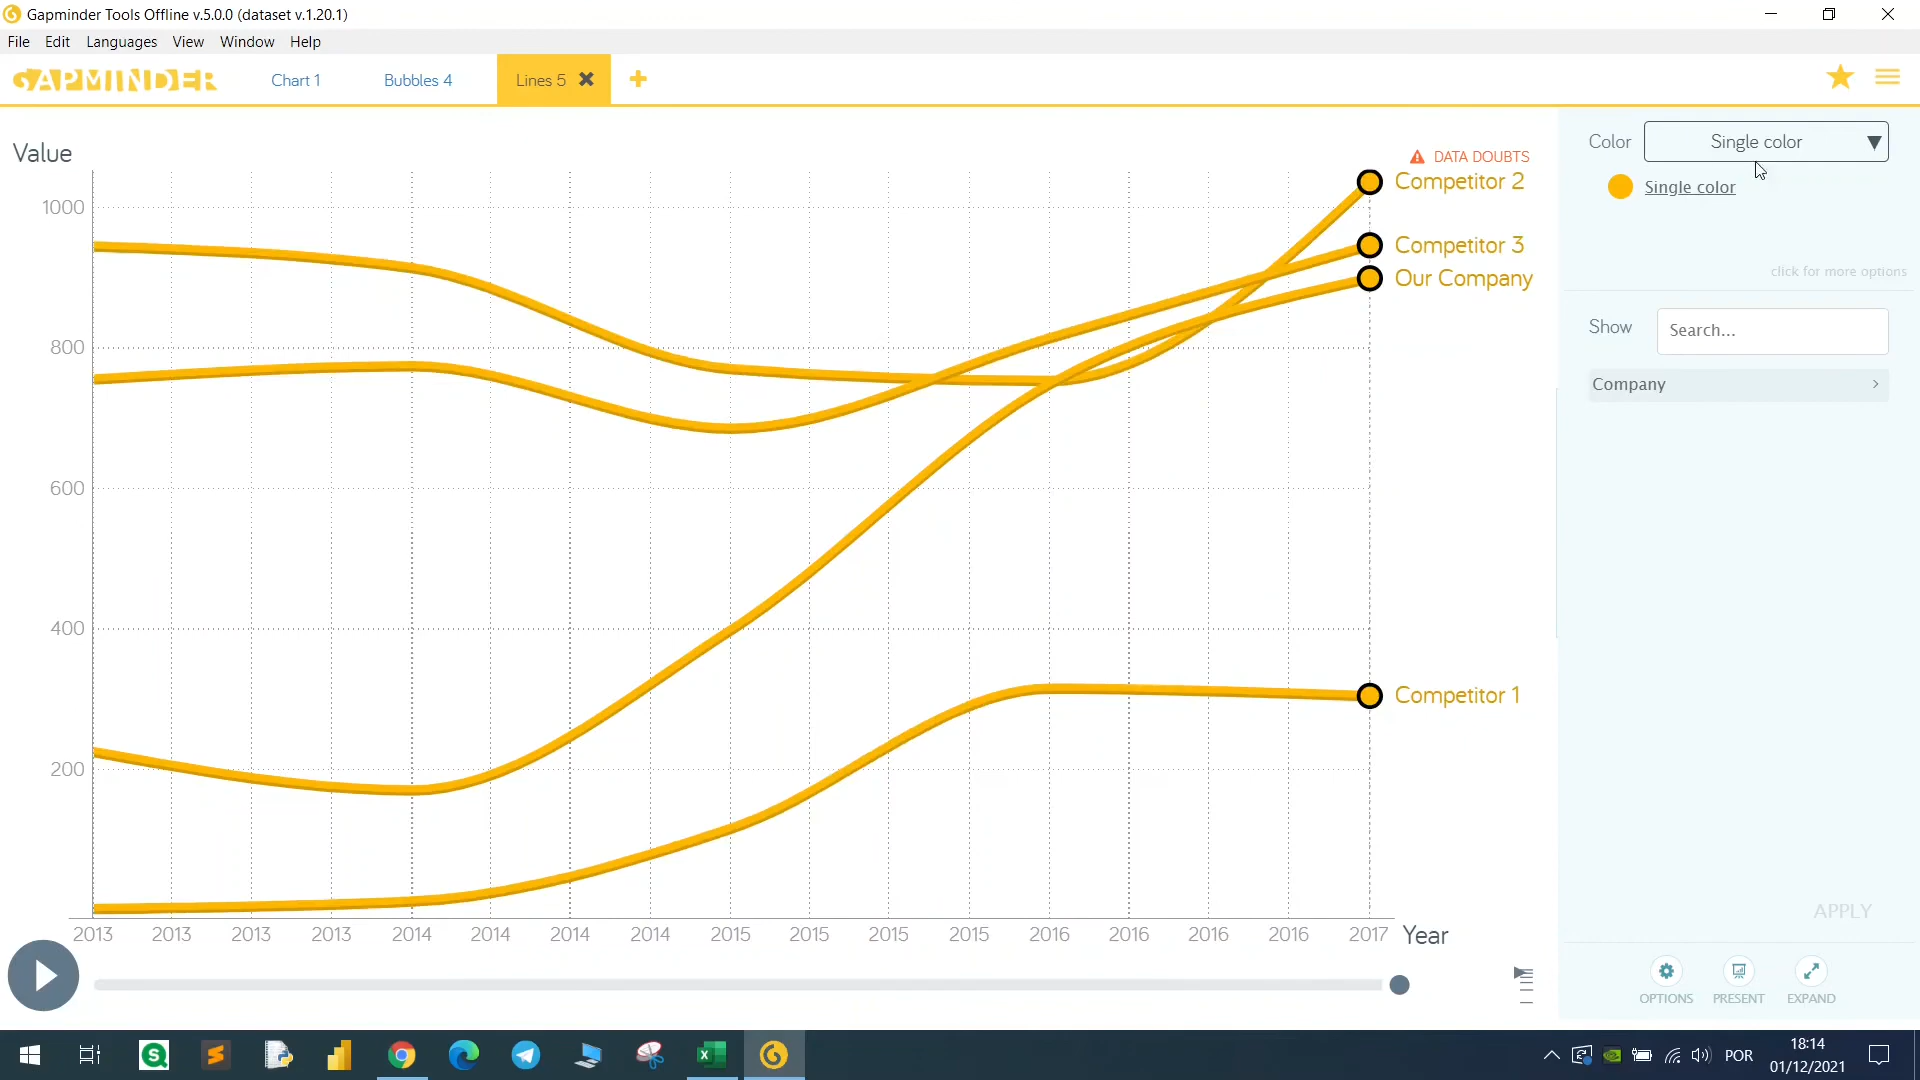 Gapminder Tools Offline v.5.0.0 (dataset v.1.20.1)
File Edit Languages View Window Help
GAPMINDER Chart 1 Bubbles 4 Lines 5
Value
DATA DOUBTS
Competitor 2
Competitor 3
Our Company
Competitor 1
1000
800
600
400
200
2013 2013 2013 2013 2014 2014 2014 2014 2015 2015 2015 2015 2016 2016 2016 2016 2017 Year
Color Single color
Single color
click for more options
Show Search...
Company
APPLY
OPTIONS PRESENT EXPAND
POR
18:14
01/12/2021